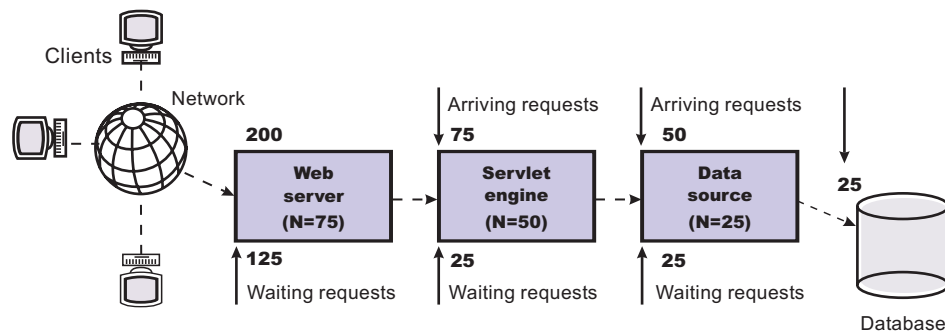 Clients
Network
200
Web
server
(N=75)
125
Waiting requests
Arriving requests
75
Servlet
engine
(N=50)
25
Waiting requests
Arriving requests
50
Data
source
(N=25)
25
Waiting requests
25
Database